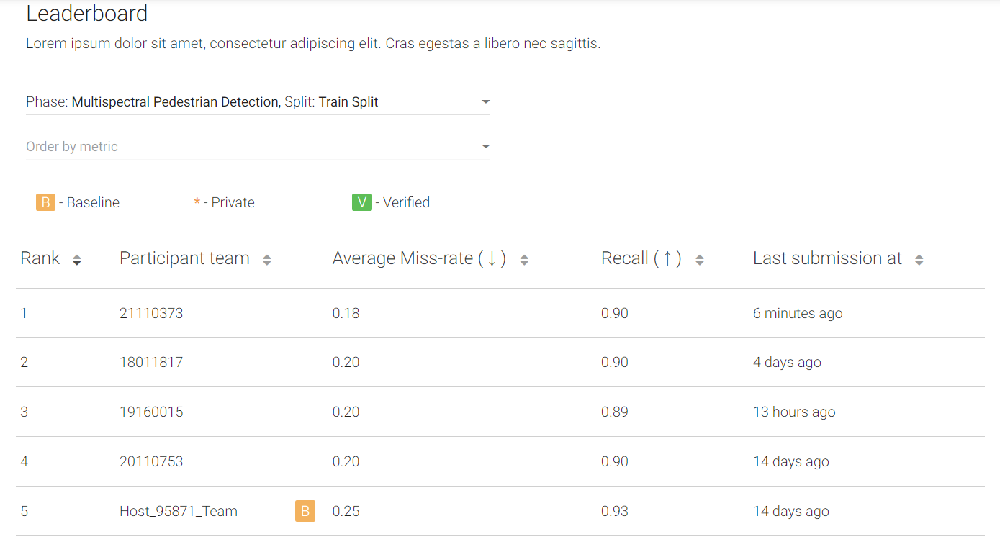 Leaderboard
Lorem ipsum dolor sit amet, consectetur adipiscing elit. Cras egestas a libero nec sagittis.
Phase: Multispectral Pedestrian Detection, Split: Train Split
Order by metric
B - Baseline * - Private V - Verified
Rank Participant team Average Miss-rate (↓) Recall (↑) Last submission at
1 21110373 0.18 0.90 6 minutes ago
2 18011817 0.20 0.90 4 days ago
3 19160015 0.20 0.89 13 hours ago
4 20110753 0.20 0.90 14 days ago
5 Host_95871_Team B 0.25 0.93 14 days ago